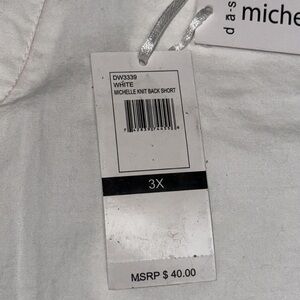 DW3339
WHITE
MICHELLE KNIT BACK SHORT
3X
MSRP $ 40.00
d·a·s
miche